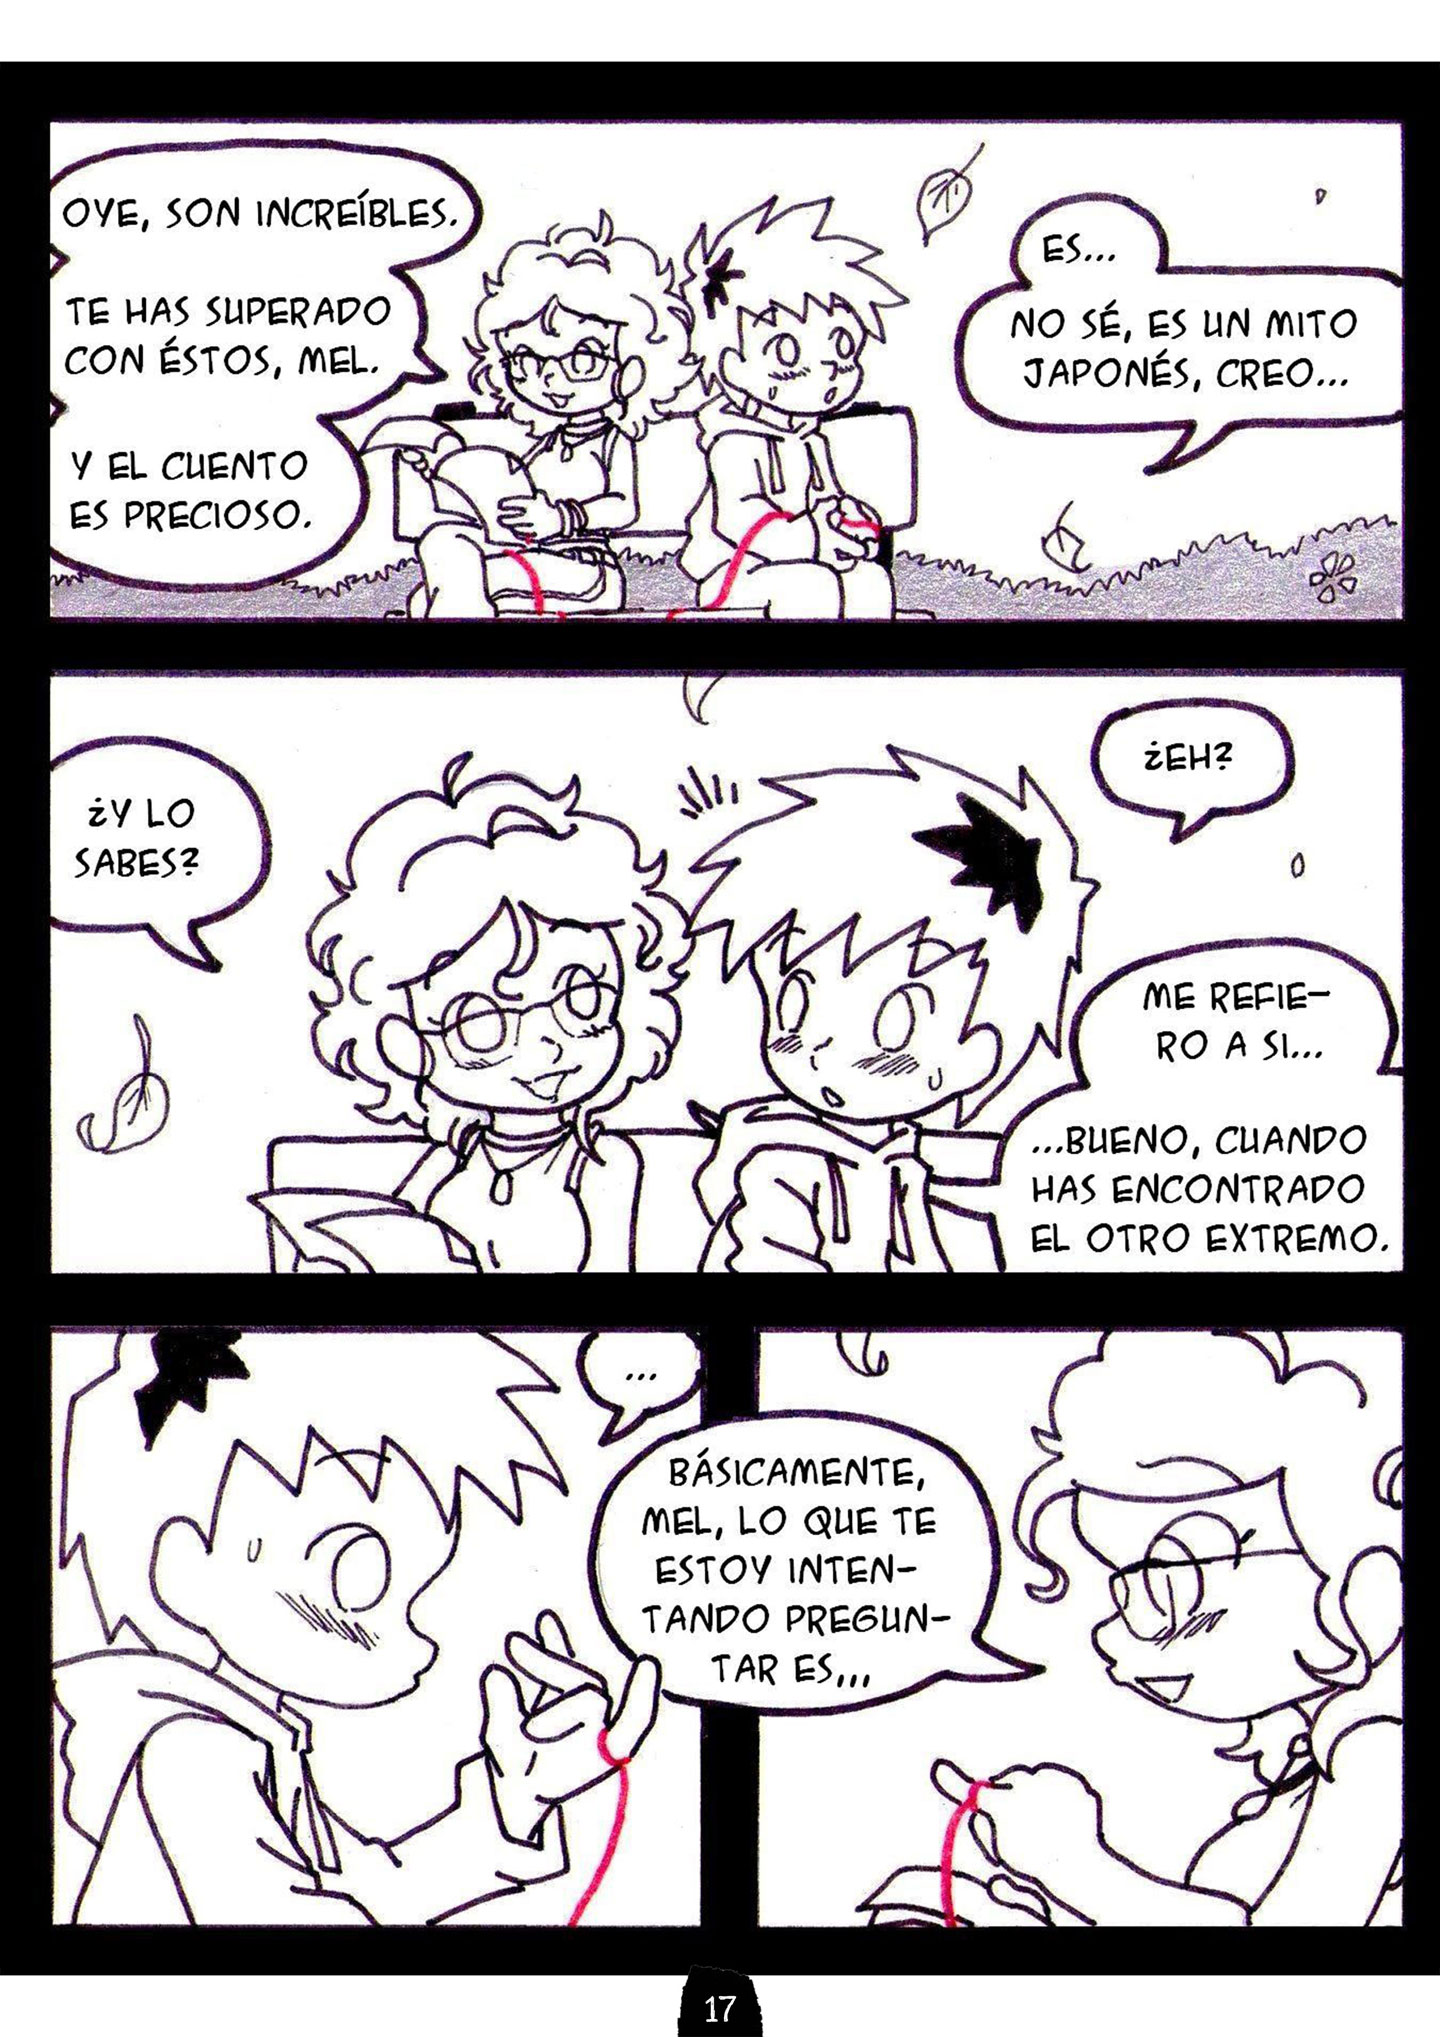 OYE, SON INCREÍBLES.
TE HAS SUPERADO
CON ÉSTOS, MEL.
Y EL CUENTO
ES PRECIOSO.
ES...
NO SÉ, ES UN MITO
JAPONÉS, CREO...
¿Y LO
SABES?
¿EH?
ME REFIE-
RO A SI...
...BUENO, CUANDO
HAS ENCONTRADO
EL OTRO EXTREMO.
...
BÁSICAMENTE,
MEL, LO QUE TE
ESTOY INTEN-
TANDO PREGUN-
TAR ES...
17